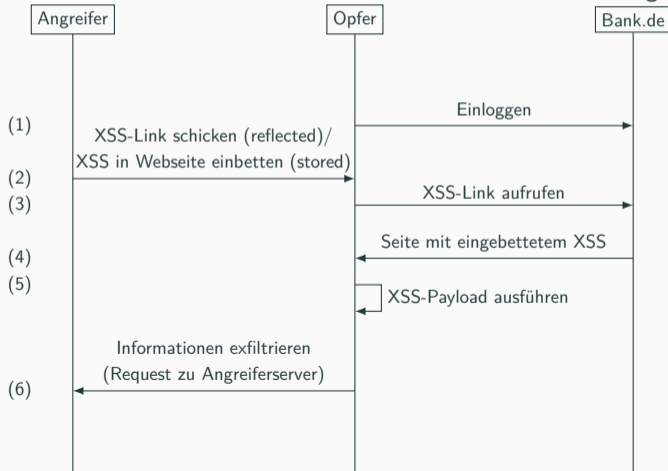 Angreifer
Opfer
Bank.de
(1)
Einloggen
XSS-Link schicken (reflected)/
XSS in Webseite einbetten (stored)
(2)
(3)
XSS-Link aufrufen
(4)
Seite mit eingebettetem XSS
(5)
XSS-Payload ausführen
Informationen exfiltrieren
(Request zu Angreiferserver)
(6)